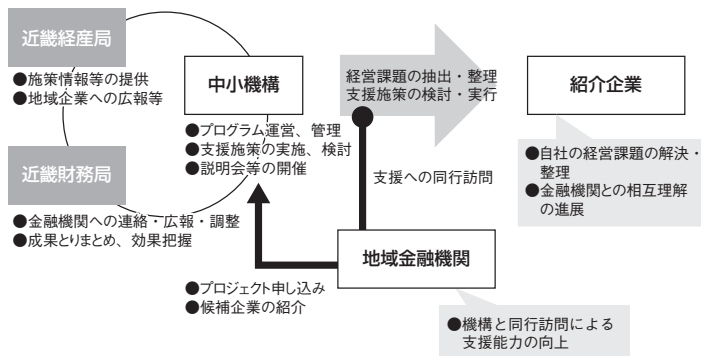 近畿経産局
●施策情報等の提供
●地域企業への広報等
中小機構
●プログラム運営、管理
●支援施策の実施、検討
●説明会等の開催
経営課題の抽出・整理
支援施策の検討・実行
紹介企業
●自社の経営課題の解決・
整理
●金融機関との相互理解
の進展
近畿財務局
●金融機関への連絡・広報・調整
●成果とりまとめ、効果把握
支援への同行訪問
地域金融機関
●プロジェクト申し込み
●候補企業の紹介
●機構と同行訪問による
支援能力の向上